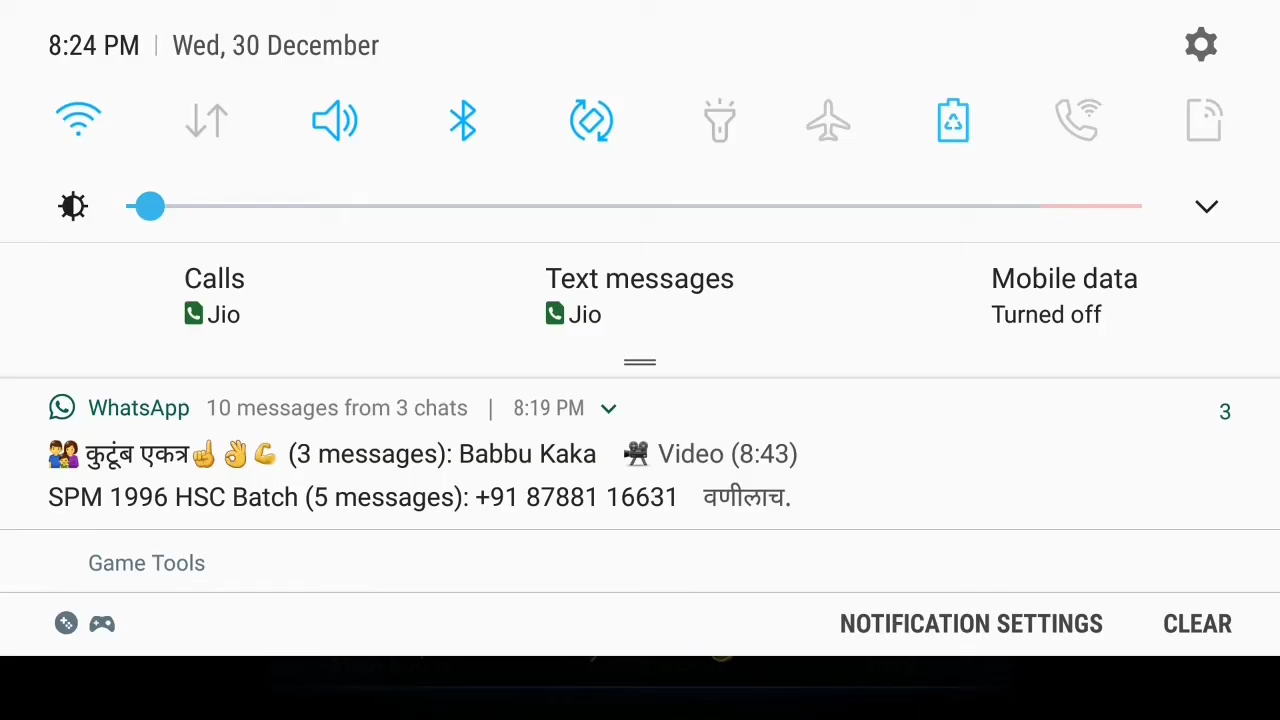 8:24 PM | Wed, 30 December
Calls
Jio
Text messages
Jio
Mobile data
Turned off
WhatsApp 10 messages from 3 chats | 8:19 PM
3
👨‍👩‍👦 कुटूंब एकत्र☝👌💪 (3 messages): Babbu Kaka 🎥 Video (8:43)
SPM 1996 HSC Batch (5 messages): +91 87881 16631 वणीलाच.
Game Tools
NOTIFICATION SETTINGS CLEAR